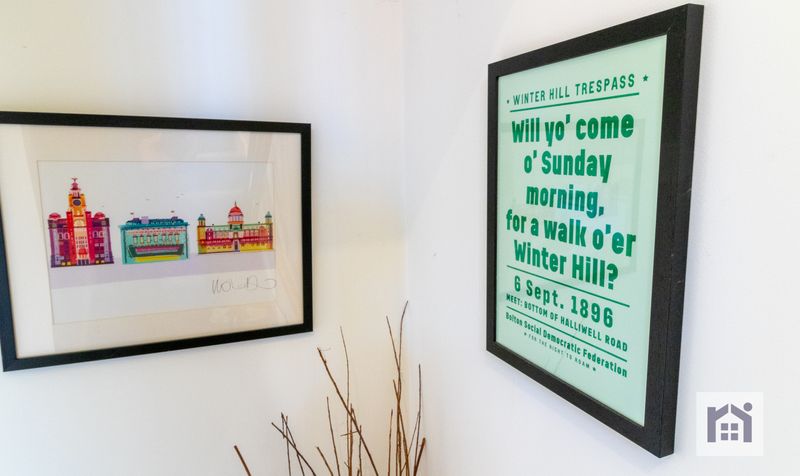 WINTER HILL TRESPASS
Will yo' come
o' Sunday
morning,
for a walk o'er
Winter Hill?
6 Sept. 1896
MEET: BOTTOM OF HALLIWELL ROAD
Bolton Social Democratic Federation
FOR THE RIGHT TO ROAM